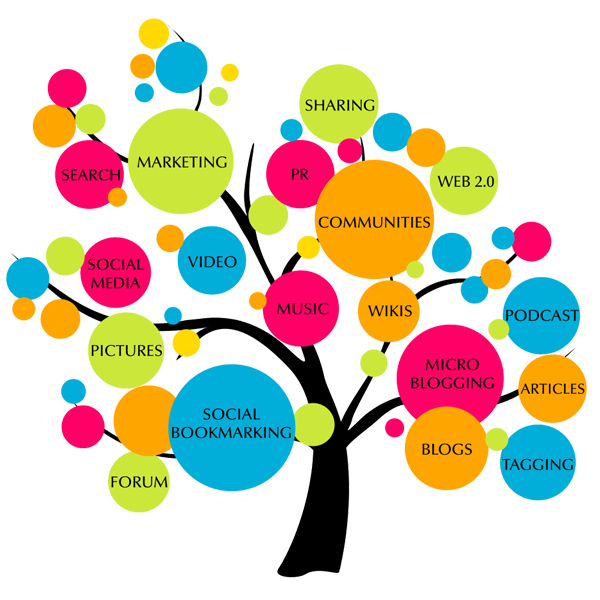 SHARING
MARKETING
SEARCH
PR
WEB 2.0
COMMUNITIES
VIDEO
SOCIAL
MEDIA
MUSIC
WIKIS
PODCAST
PICTURES
MICRO
BLOGGING
ARTICLES
SOCIAL
BOOKMARKING
BLOGS
TAGGING
FORUM